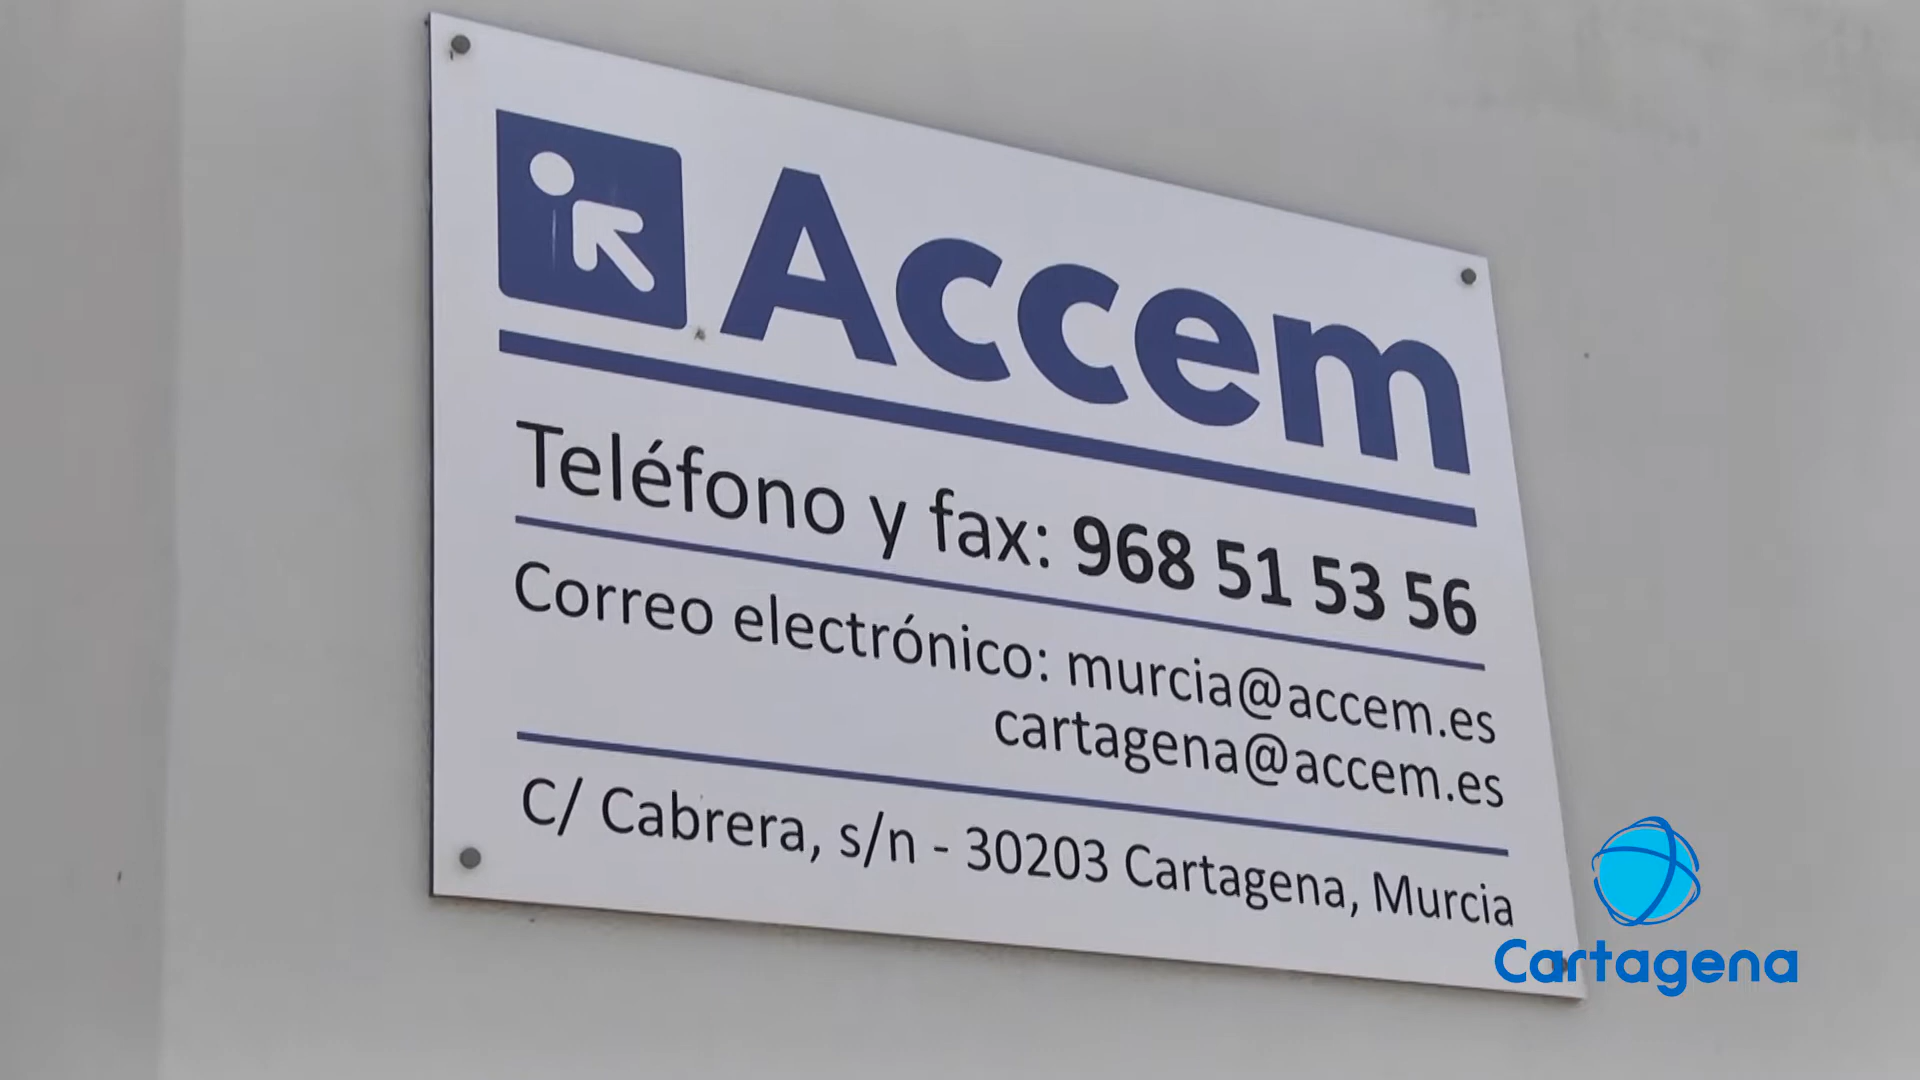 Accem
Teléfono y fax: 968 51 53 56
Correo electrónico: murcia@accem.es
cartagena@accem.es
C/ Cabrera, s/n - 30203 Cartagena, Murcia
Cartagena